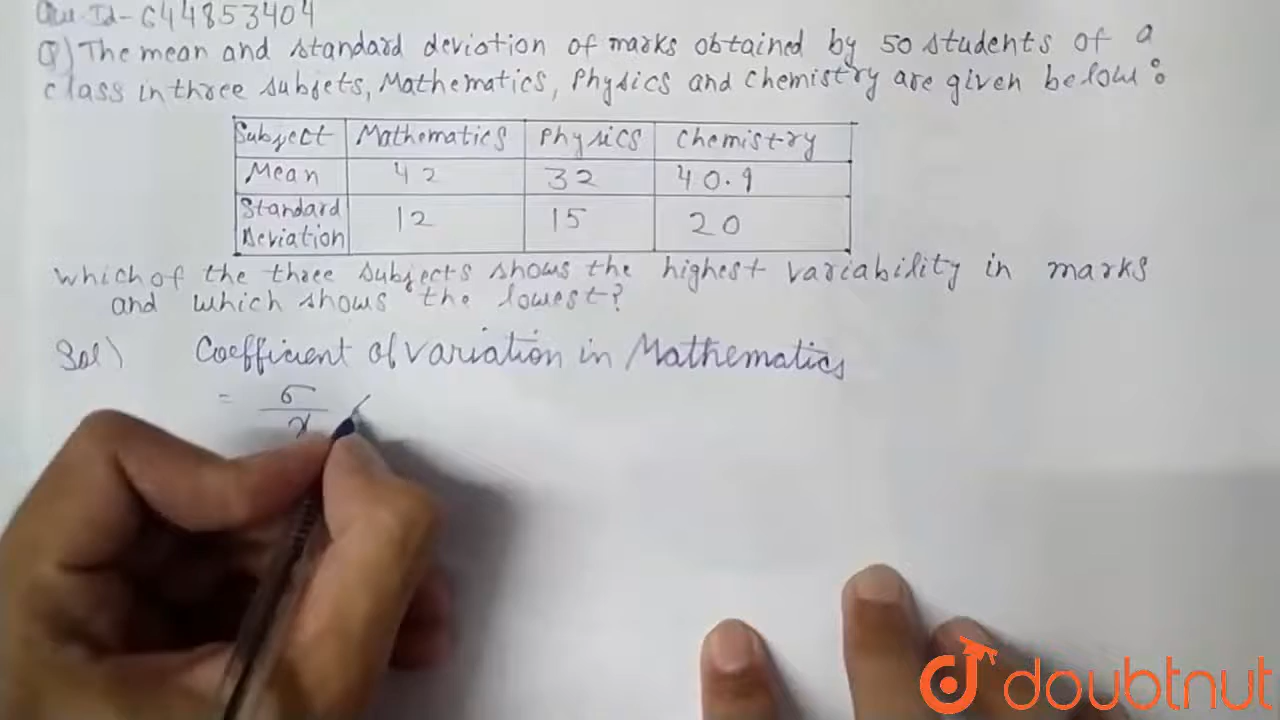 Que.Id-644853404
Q) The mean and standard deviation of marks obtained by 50 students of a
class in three subjets, Mathematics, Physics and Chemistry are given below:
Subject Mathematics Physics Chemistry
Mean 42 32 40.9
Standard Deviation 12 15 20
which of the three subjects shows the highest variability in marks
and which shows the lowest?
Sol) Coefficient of variation in Mathematics
= σ/x
doubtnut